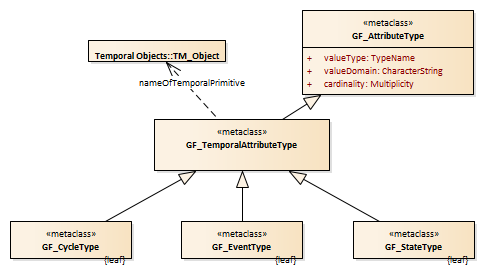 «metaclass»
GF_AttributeType
+ valueType: TypeName
+ valueDomain: CharacterString
+ cardinality: Multiplicity
Temporal Objects::TM_Object
nameOfTemporalPrimitive
«metaclass»
GF_TemporalAttributeType
«metaclass»
GF_CycleType
{leaf}
«metaclass»
GF_EventType
{leaf}
«metaclass»
GF_StateType
{leaf}